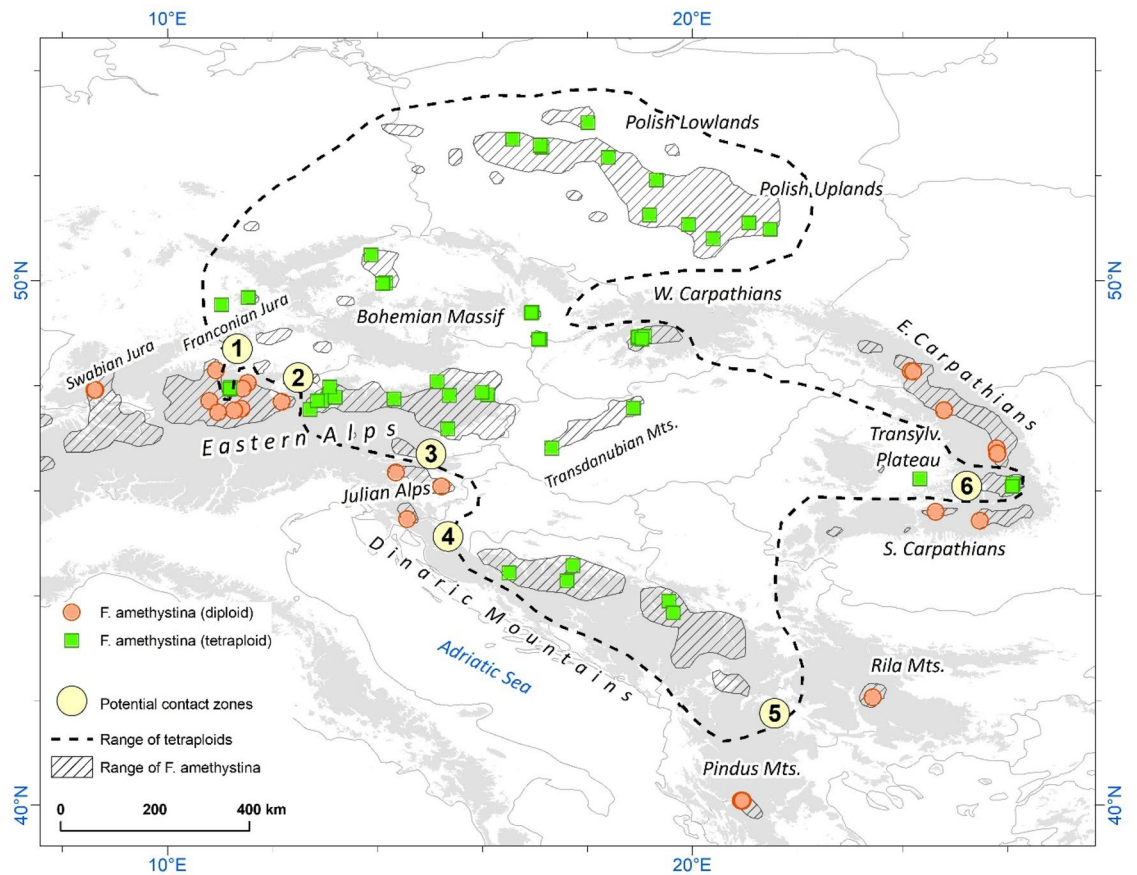 10°E
20°E
Polish Lowlands
Polish Uplands
50°N
50°N
W. Carpathians
Franconian Jura
Bohemian Massif
E. Carpathians
Swabian Jura
1
2
Eastern Alps
Transdanubian Mts.
Transylv.
Plateau
3
6
Julian Alps
4
S. Carpathians
Dinaric Mountains
F. amethystina (diploid)
F. amethystina (tetraploid)
Adriatic Sea
Rila Mts.
Potential contact zones
5
Range of tetraploids
Range of F. amethystina
Pindus Mts.
0 200 400 km
40°N
40°N
10°E
20°E